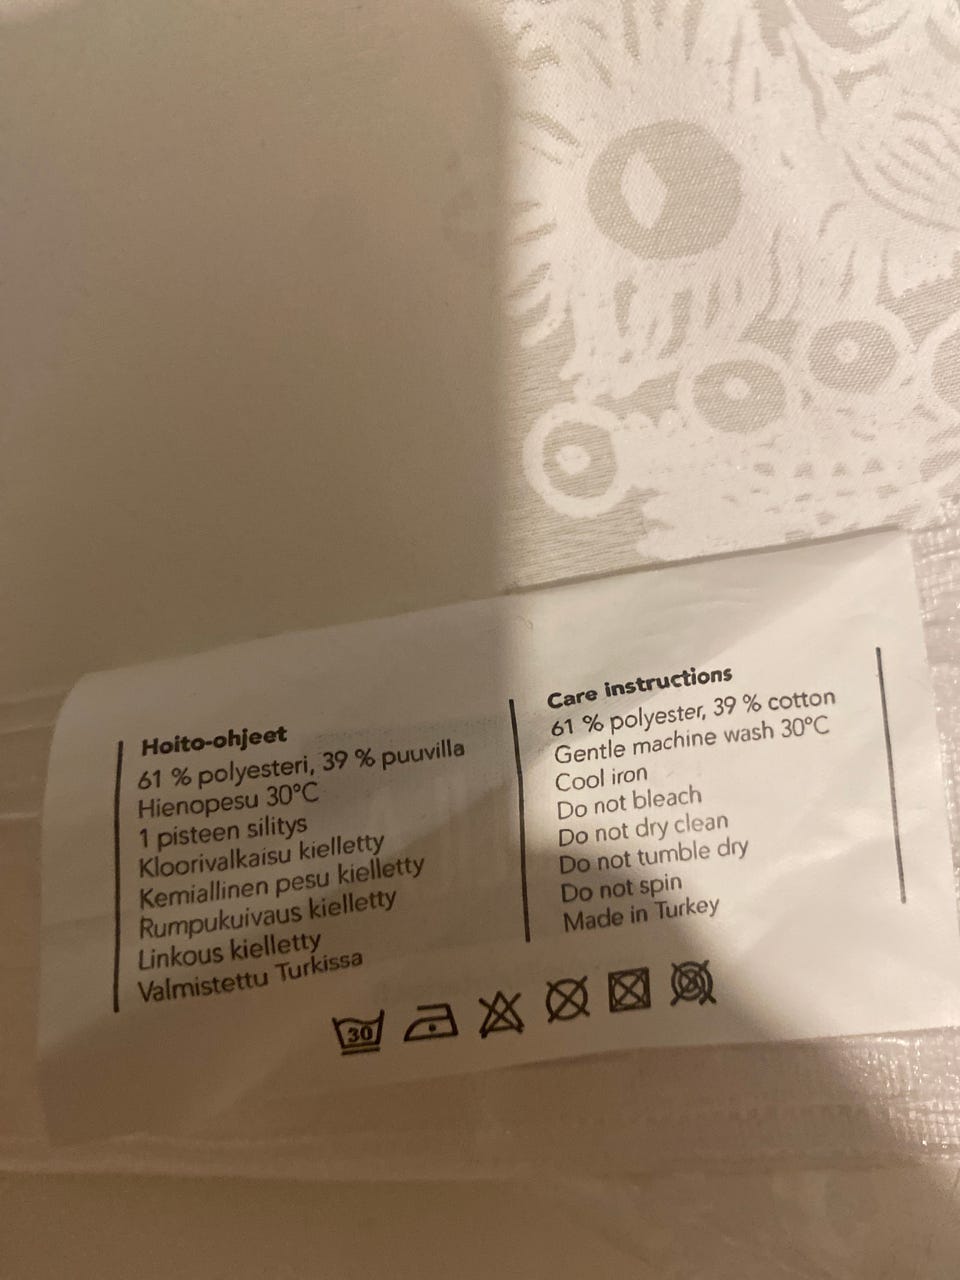 Hoito-ohjeet
61 % polyesteri, 39 % puuvilla
Hienopesu 30°C
1 pisteen silitys
Kloorivalkaisu kielletty
Kemiallinen pesu kielletty
Rumpukuivaus kielletty
Linkous kielletty
Valmistettu Turkissa
Care instructions
61 % polyester, 39 % cotton
Gentle machine wash 30°C
Cool iron
Do not bleach
Do not dry clean
Do not tumble dry
Do not spin
Made in Turkey
30